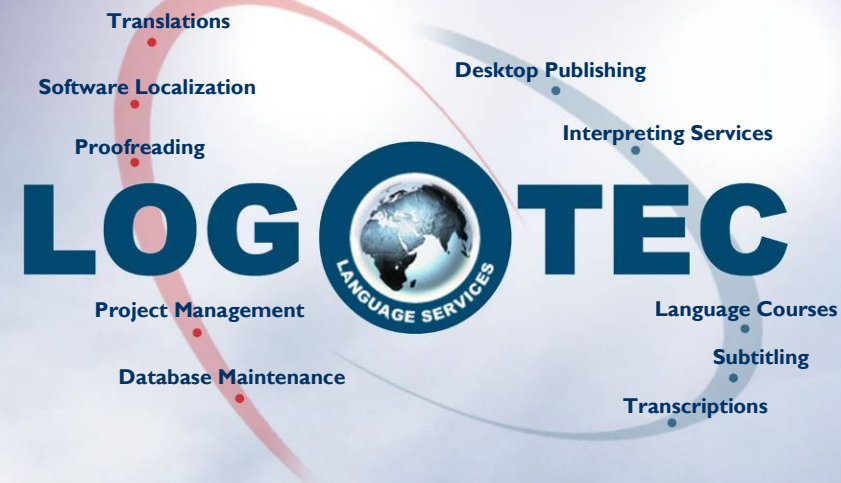 Translations
Desktop Publishing
Software Localization
Interpreting Services
Proofreading
LOGOTEC
LANGUAGE SERVICES
Project Management
Language Courses
Subtitling
Database Maintenance
Transcriptions